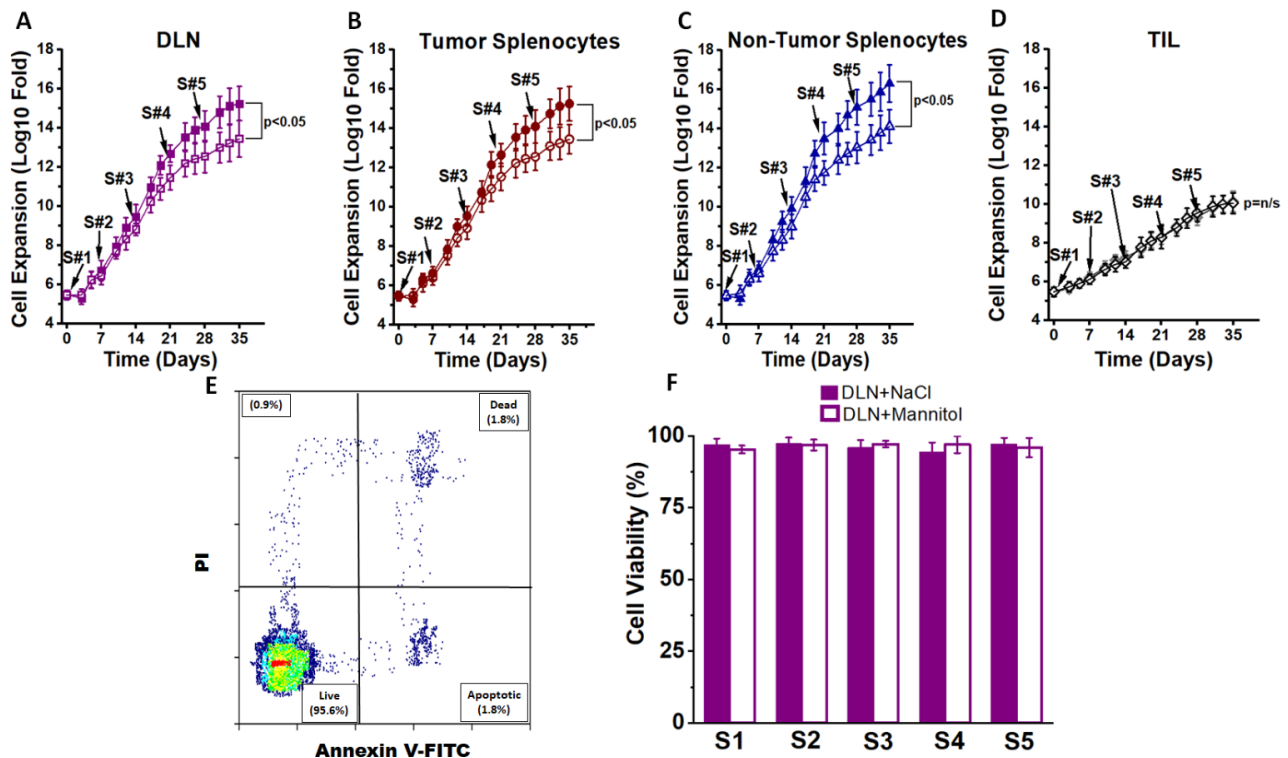 A
DLN
Cell Expansion (Log10 Fold)
18
16
14
12
10
8
6
4
S#1
S#2
S#3
S#4
S#5
p<0.05
0 7 14 21 28 35
Time (Days)
B
Tumor Splenocytes
Cell Expansion (Log10 Fold)
18
16
14
12
10
8
6
4
S#1
S#2
S#3
S#4
S#5
p<0.05
0 7 14 21 28 35
Time (Days)
C
Non-Tumor Splenocytes
Cell Expansion (Log10 Fold)
18
16
14
12
10
8
6
4
S#1
S#2
S#3
S#4
S#5
p<0.05
0 7 14 21 28 35
Time (Days)
D
TIL
Cell Expansion (Log10 Fold)
18
16
14
12
10
8
6
4
S#1
S#2
S#3
S#4
S#5
p=n/s
0 7 14 21 28 35
Time (Days)
E
(0.9%)
Dead
(1.8%)
PI
Live
(95.6%)
Apoptotic
(1.8%)
Annexin V-FITC
F
DLN+NaCl
DLN+Mannitol
Cell Viability (%)
100
75
50
25
0
S1 S2 S3 S4 S5